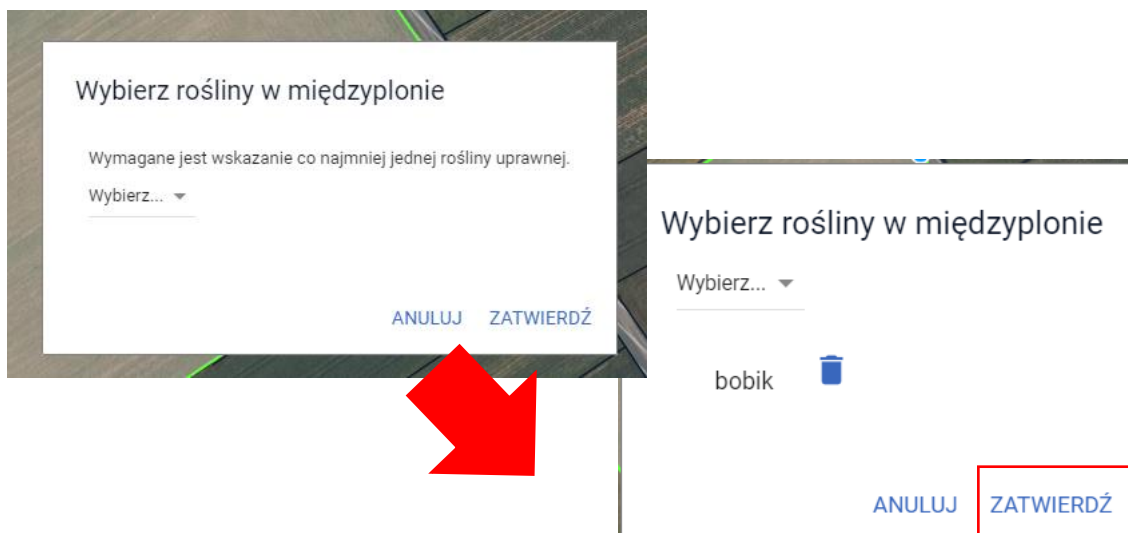 Wybierz rośliny w międzyplonie
Wymagane jest wskazanie co najmniej jednej rośliny uprawnej.
Wybierz...
ANULUJ ZATWIERDŹ
Wybierz rośliny w międzyplonie
Wybierz...
bobik
ANULUJ ZATWIERDŹ